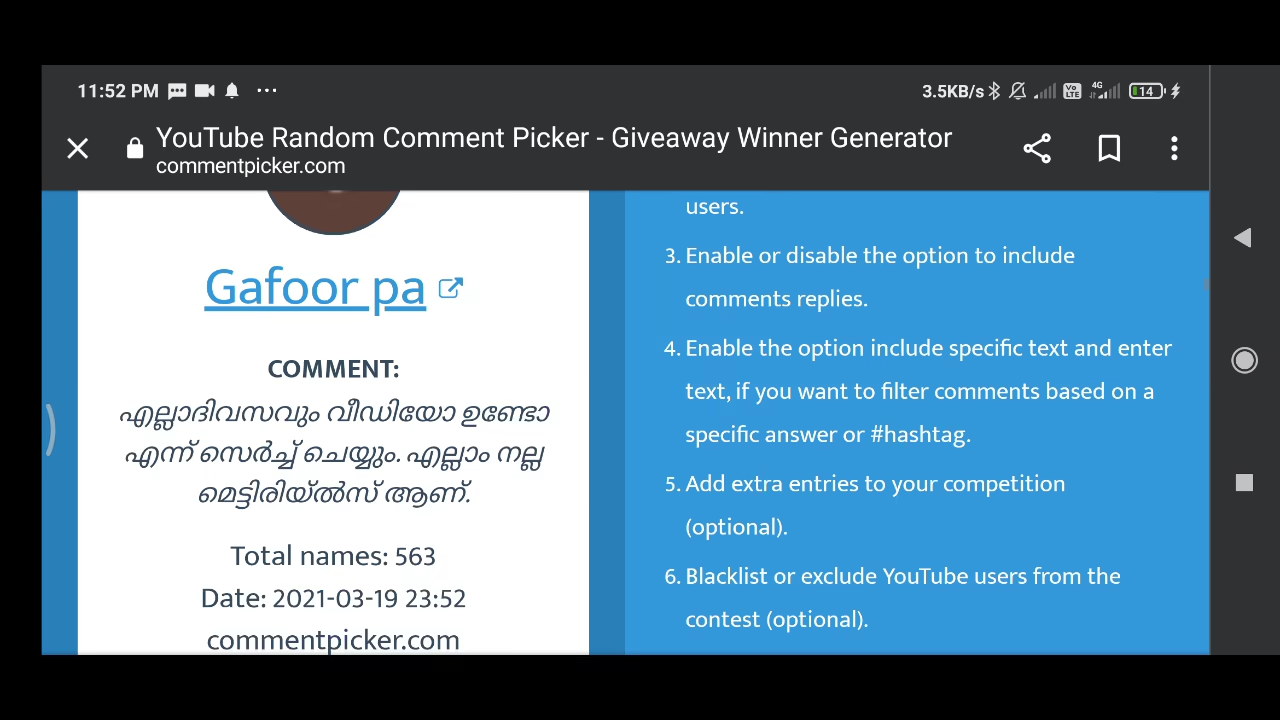 11:52 PM
3.5KB/s Vo LTE 4G 14
YouTube Random Comment Picker - Giveaway Winner Generator
commentpicker.com
Gafoor pa
COMMENT:
എല്ലാദിവസവും വീഡിയോ ഉണ്ടോ
എന്ന് സെർച്ച് ചെയ്യും. എല്ലാം നല്ല
മെട്ടിരിയ്ൽസ് ആണ്.
Total names: 563
Date: 2021-03-19 23:52
commentpicker.com
users.
3. Enable or disable the option to include
comments replies.
4. Enable the option include specific text and enter
text, if you want to filter comments based on a
specific answer or #hashtag.
5. Add extra entries to your competition
(optional).
6. Blacklist or exclude YouTube users from the
contest (optional).